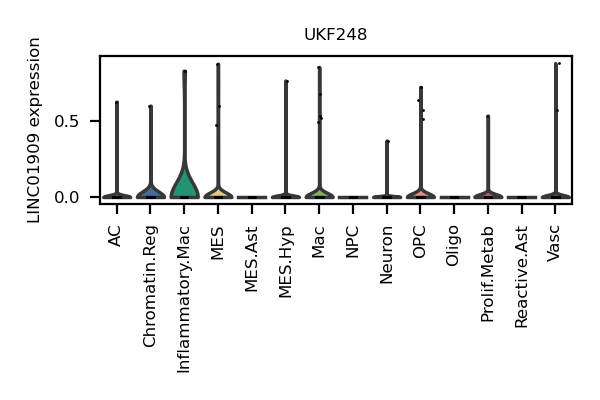 UKF248
LINC01909 expression
0.5
0.0
AC
Chromatin.Reg
Inflammatory.Mac
MES
MES.Ast
MES.Hyp
Mac
NPC
Neuron
OPC
Oligo
Prolif.Metab
Reactive.Ast
Vasc